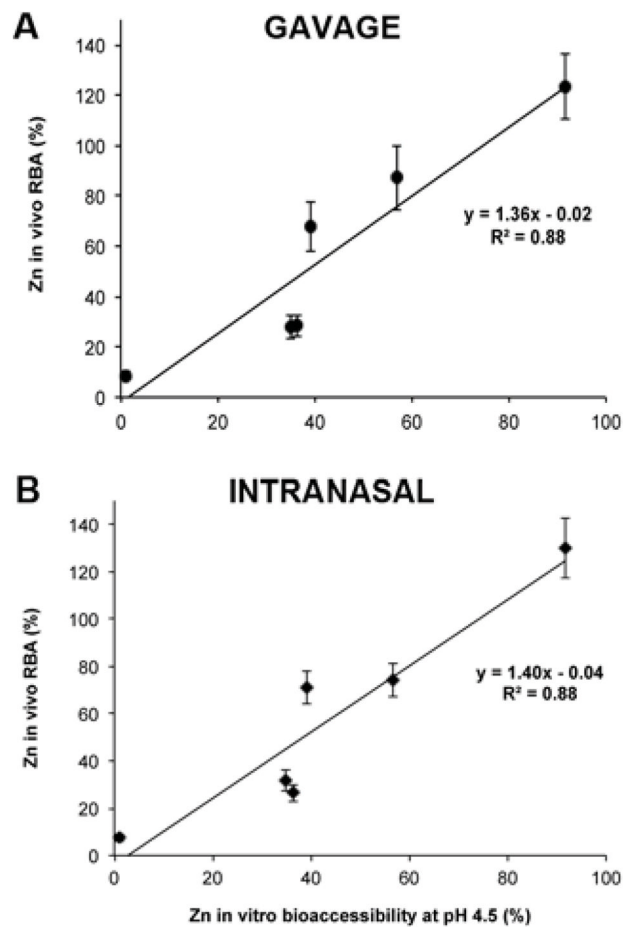 A
GAVAGE
Zn in vivo RBA (%)
140
120
100
80
60
40
20
0
y = 1.36x - 0.02
R² = 0.88
0 20 40 60 80 100
B
INTRANASAL
Zn in vivo RBA (%)
140
120
100
80
60
40
20
0
y = 1.40x - 0.04
R² = 0.88
0 20 40 60 80 100
Zn in vitro bioaccessibility at pH 4.5 (%)